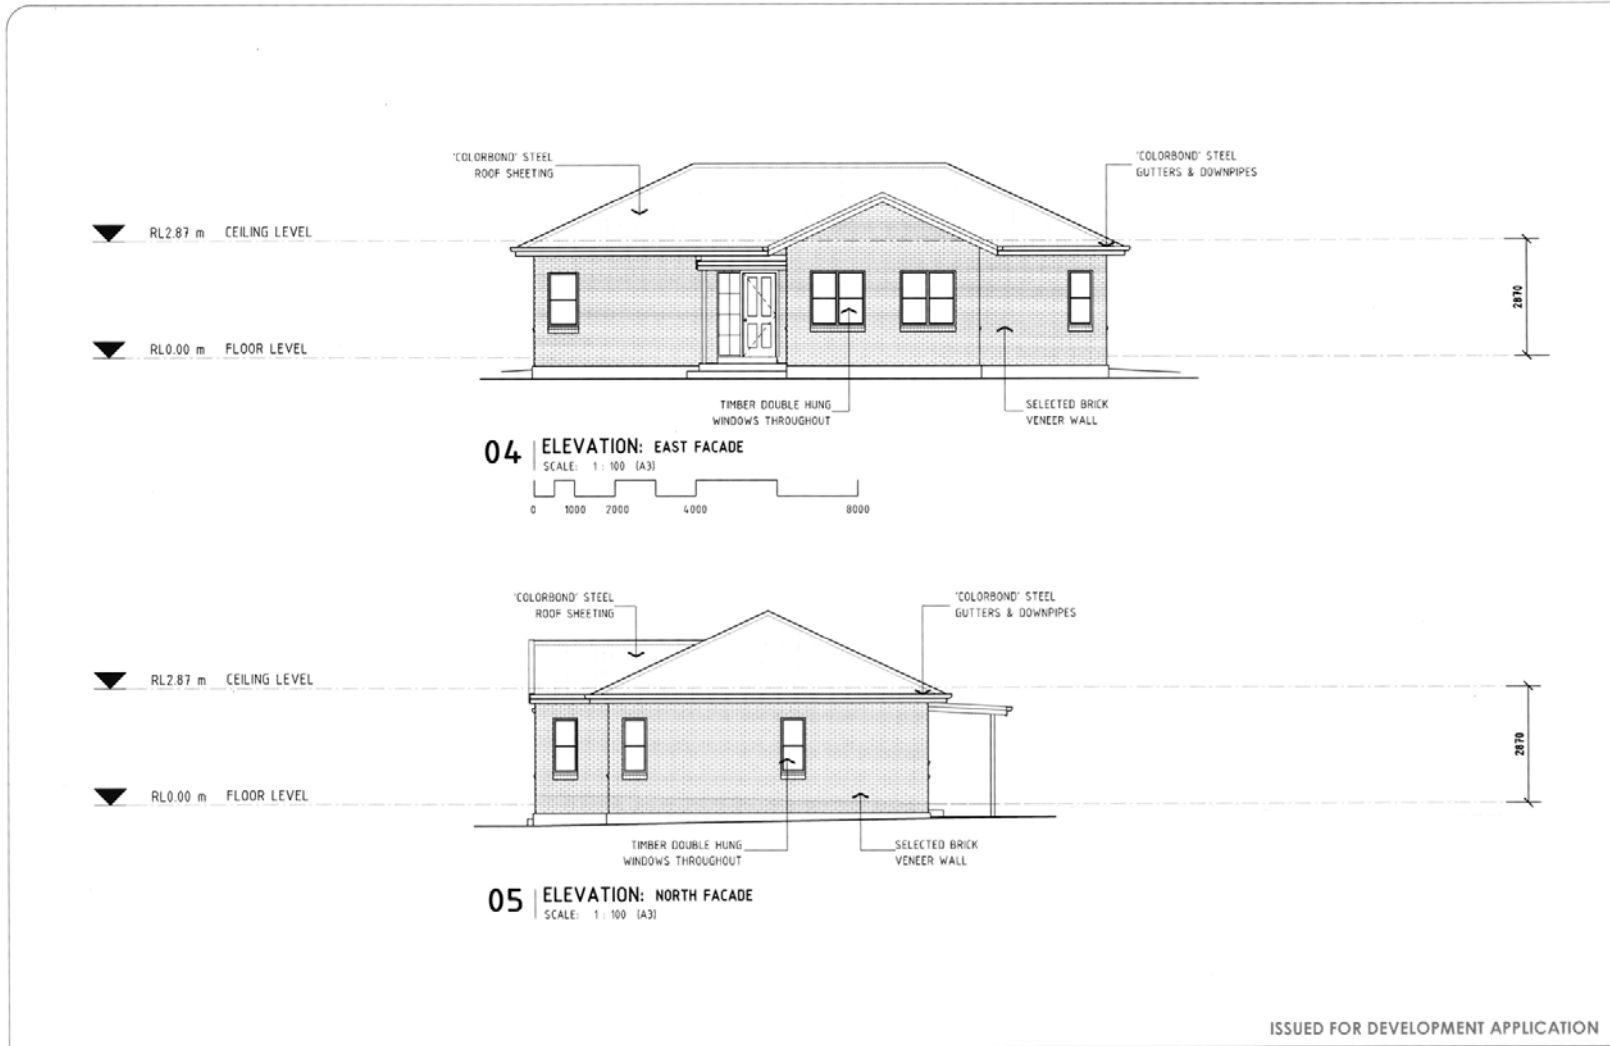 'COLORBOND' STEEL
ROOF SHEETING
'COLORBOND' STEEL
GUTTERS & DOWNPIPES
RL2.87 m CEILING LEVEL
2870
RL0.00 m FLOOR LEVEL
TIMBER DOUBLE HUNG
WINDOWS THROUGHOUT
SELECTED BRICK
VENEER WALL
04 ELEVATION: EAST FACADE
SCALE: 1 : 100 (A3)
0 1000 2000 4000 8000
'COLORBOND' STEEL
ROOF SHEETING
'COLORBOND' STEEL
GUTTERS & DOWNPIPES
RL2.87 m CEILING LEVEL
2870
RL0.00 m FLOOR LEVEL
TIMBER DOUBLE HUNG
WINDOWS THROUGHOUT
SELECTED BRICK
VENEER WALL
05 ELEVATION: NORTH FACADE
SCALE: 1 : 100 (A3)
ISSUED FOR DEVELOPMENT APPLICATION